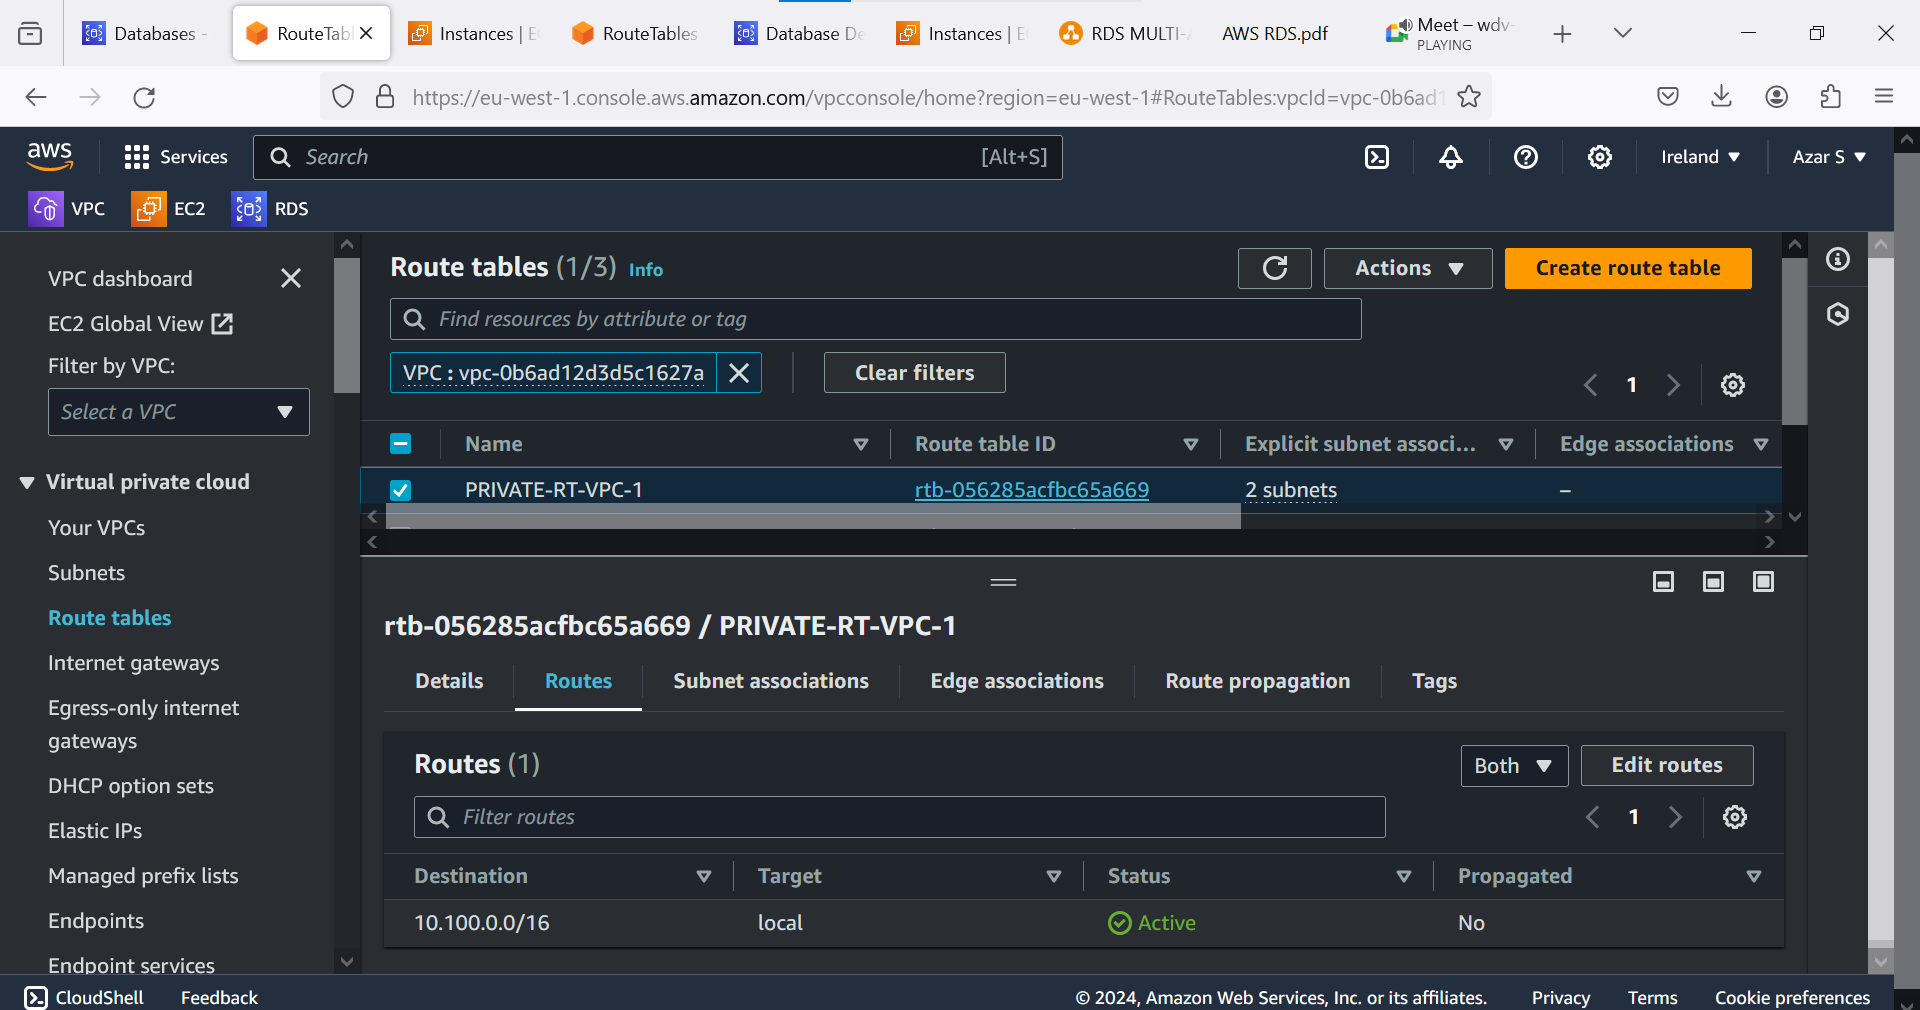 Databases -
RouteTab
Instances | E
RouteTables
Database De
Instances | E
RDS MULTI-A
AWS RDS.pdf
Meet – wdv-
PLAYING
https://eu-west-1.console.aws.amazon.com/vpcconsole/home?region=eu-west-1#RouteTables:vpcId=vpc-0b6ad1
aws
Services
Search
[Alt+S]
Ireland
Azar S
VPC
EC2
RDS
VPC dashboard
EC2 Global View
Filter by VPC:
Select a VPC
Virtual private cloud
Your VPCs
Subnets
Route tables
Internet gateways
Egress-only internet
gateways
DHCP option sets
Elastic IPs
Managed prefix lists
Endpoints
Endpoint services
Route tables (1/3) Info
Actions
Create route table
Find resources by attribute or tag
VPC : vpc-0b6ad12d3d5c1627a
Clear filters
1
Name
Route table ID
Explicit subnet associ...
Edge associations
PRIVATE-RT-VPC-1
rtb-056285acfbc65a669
2 subnets
–
rtb-056285acfbc65a669 / PRIVATE-RT-VPC-1
Details
Routes
Subnet associations
Edge associations
Route propagation
Tags
Routes (1)
Both
Edit routes
Filter routes
1
Destination
Target
Status
Propagated
10.100.0.0/16
local
Active
No
CloudShell
Feedback
© 2024, Amazon Web Services, Inc. or its affiliates.
Privacy
Terms
Cookie preferences